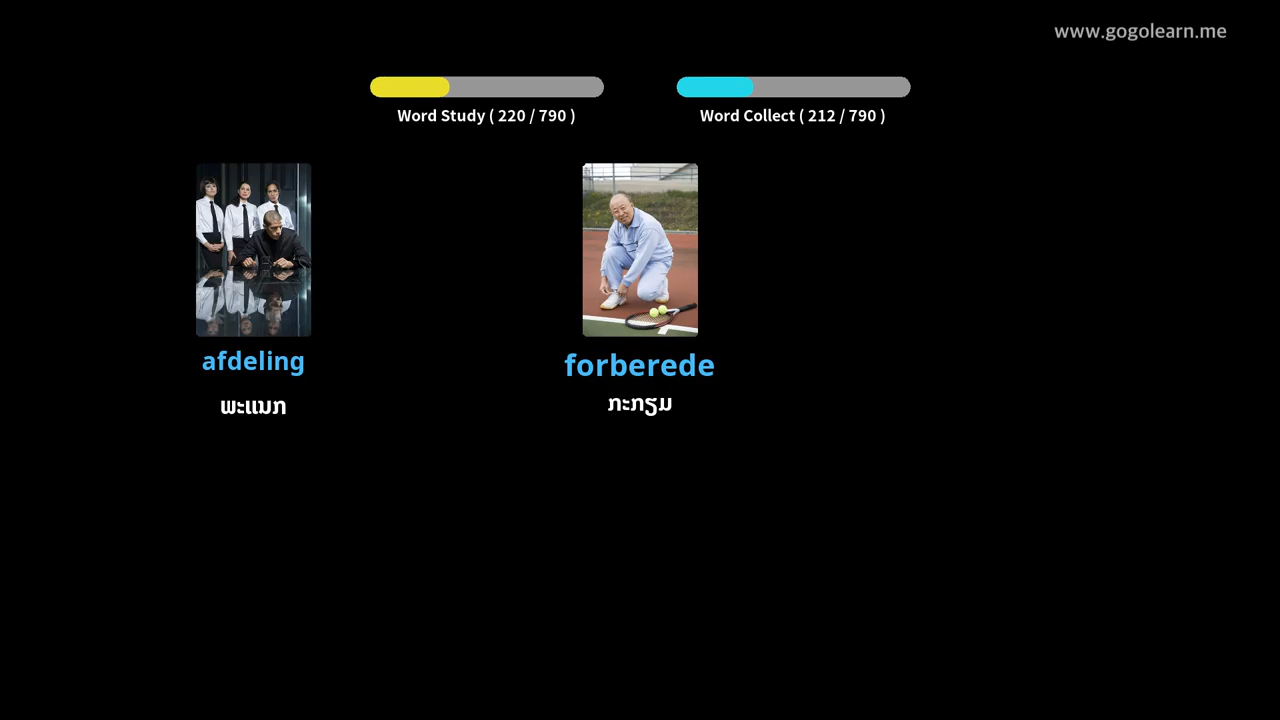 www.gogolearn.me
Word Study ( 220 / 790 )
Word Collect ( 212 / 790 )
afdeling
ພະແນກ
forberede
ກະກຽມ